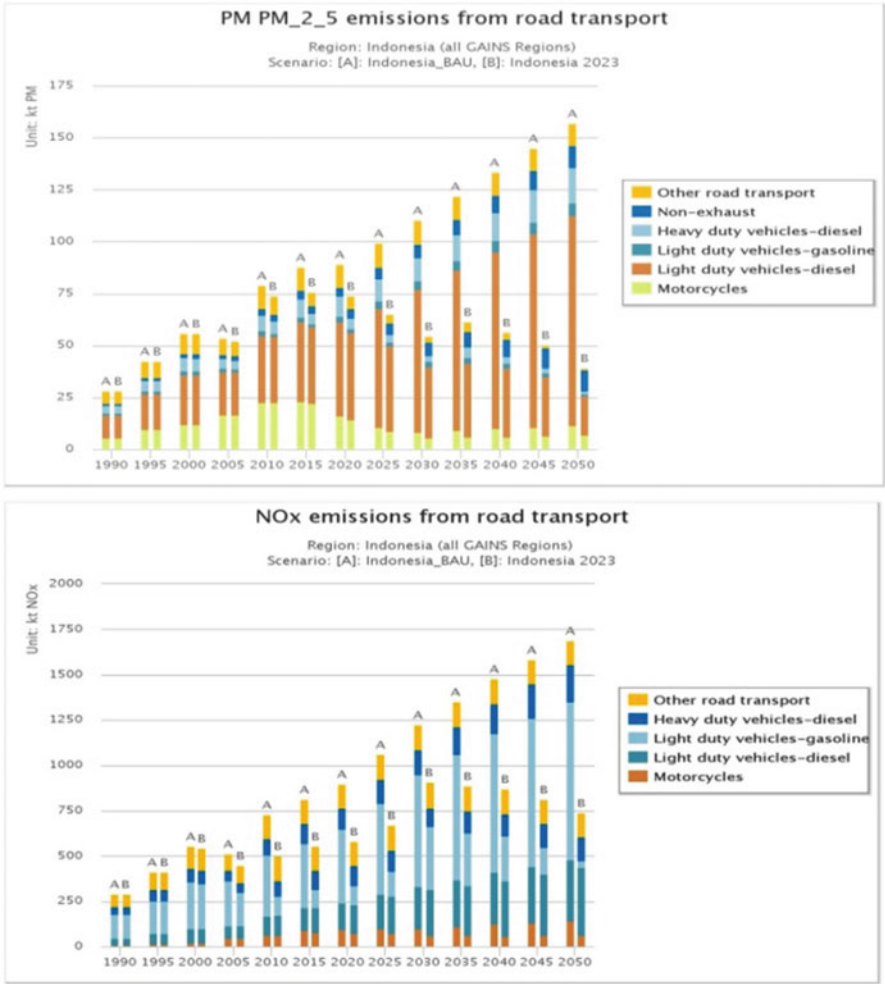 PM PM_2_5 emissions from road transport
Region: Indonesia (all GAINS Regions)
Scenario: [A]: Indonesia_BAU, [B]: Indonesia 2023
Unit: kt PM
175
150
125
100
75
50
25
0
A B A B A B A B A B A B A B A B A B A B A B A B A B
1990 1995 2000 2005 2010 2015 2020 2025 2030 2035 2040 2045 2050
Other road transport
Non-exhaust
Heavy duty vehicles-diesel
Light duty vehicles-gasoline
Light duty vehicles-diesel
Motorcycles
NOx emissions from road transport
Region: Indonesia (all GAINS Regions)
Scenario: [A]: Indonesia_BAU, [B]: Indonesia 2023
Unit: kt NOx
2000
1750
1500
1250
1000
750
500
250
0
A B A B A B A B A B A B A B A B A B A B A B A B A B
1990 1995 2000 2005 2010 2015 2020 2025 2030 2035 2040 2045 2050
Other road transport
Heavy duty vehicles-diesel
Light duty vehicles-gasoline
Light duty vehicles-diesel
Motorcycles